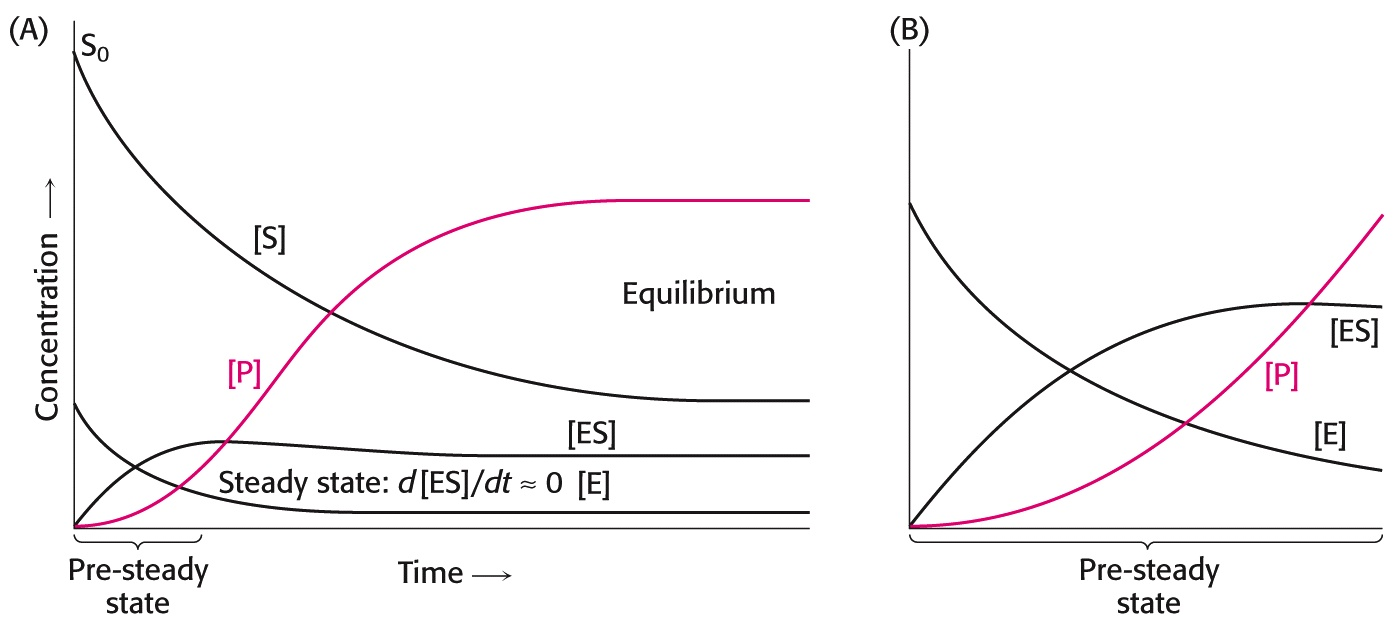 (A)
S₀
[S]
[P]
Equilibrium
[ES]
Steady state: d[ES]/dt ≈ 0 [E]
Concentration →
Pre-steady
state
Time →
(B)
[ES]
[P]
[E]
Pre-steady
state